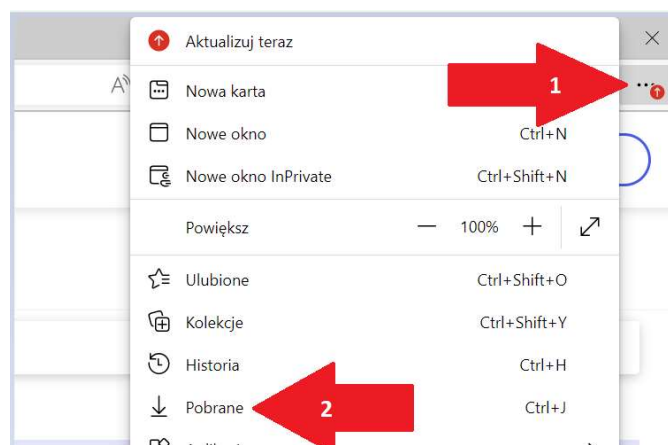 Aktualizuj teraz
A
Nowa karta
1
Nowe okno Ctrl+N
Nowe okno InPrivate Ctrl+Shift+N
Powiększ — 100% +
Ulubione Ctrl+Shift+O
Kolekcje Ctrl+Shift+Y
Historia Ctrl+H
Pobrane 2 Ctrl+J